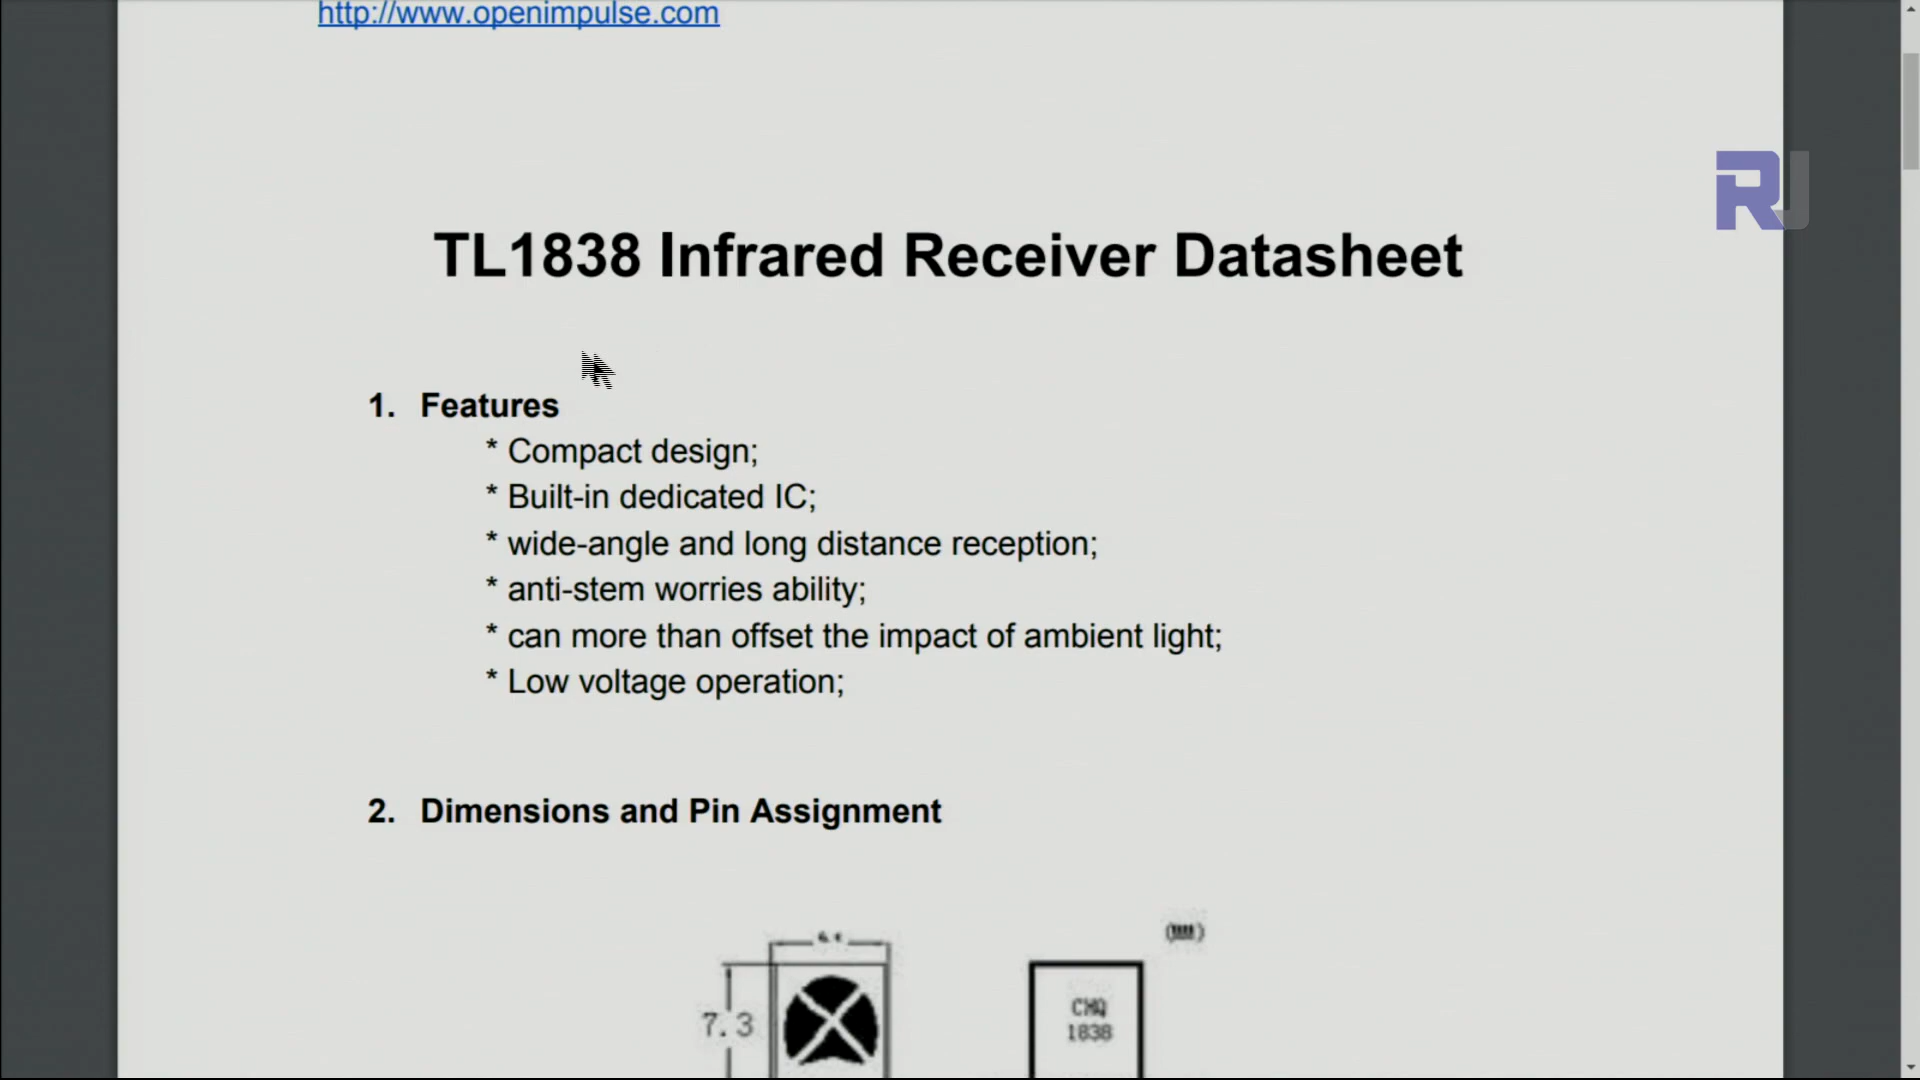 http://www.openimpulse.com
RJ
TL1838 Infrared Receiver Datasheet
1. Features
* Compact design;
* Built-in dedicated IC;
* wide-angle and long distance reception;
* anti-stem worries ability;
* can more than offset the impact of ambient light;
* Low voltage operation;
2. Dimensions and Pin Assignment
7.3
CHQ
1838